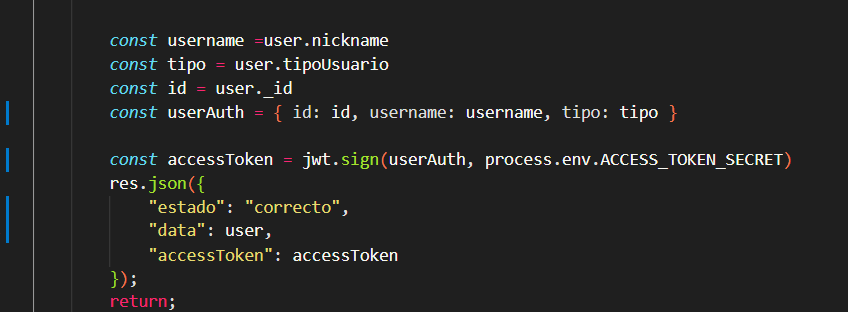 const username =user.nickname
const tipo = user.tipoUsuario
const id = user._id
const userAuth = { id: id, username: username, tipo: tipo }
const accessToken = jwt.sign(userAuth, process.env.ACCESS_TOKEN_SECRET)
res.json({
"estado": "correcto",
"data": user,
"accessToken": accessToken
});
return;